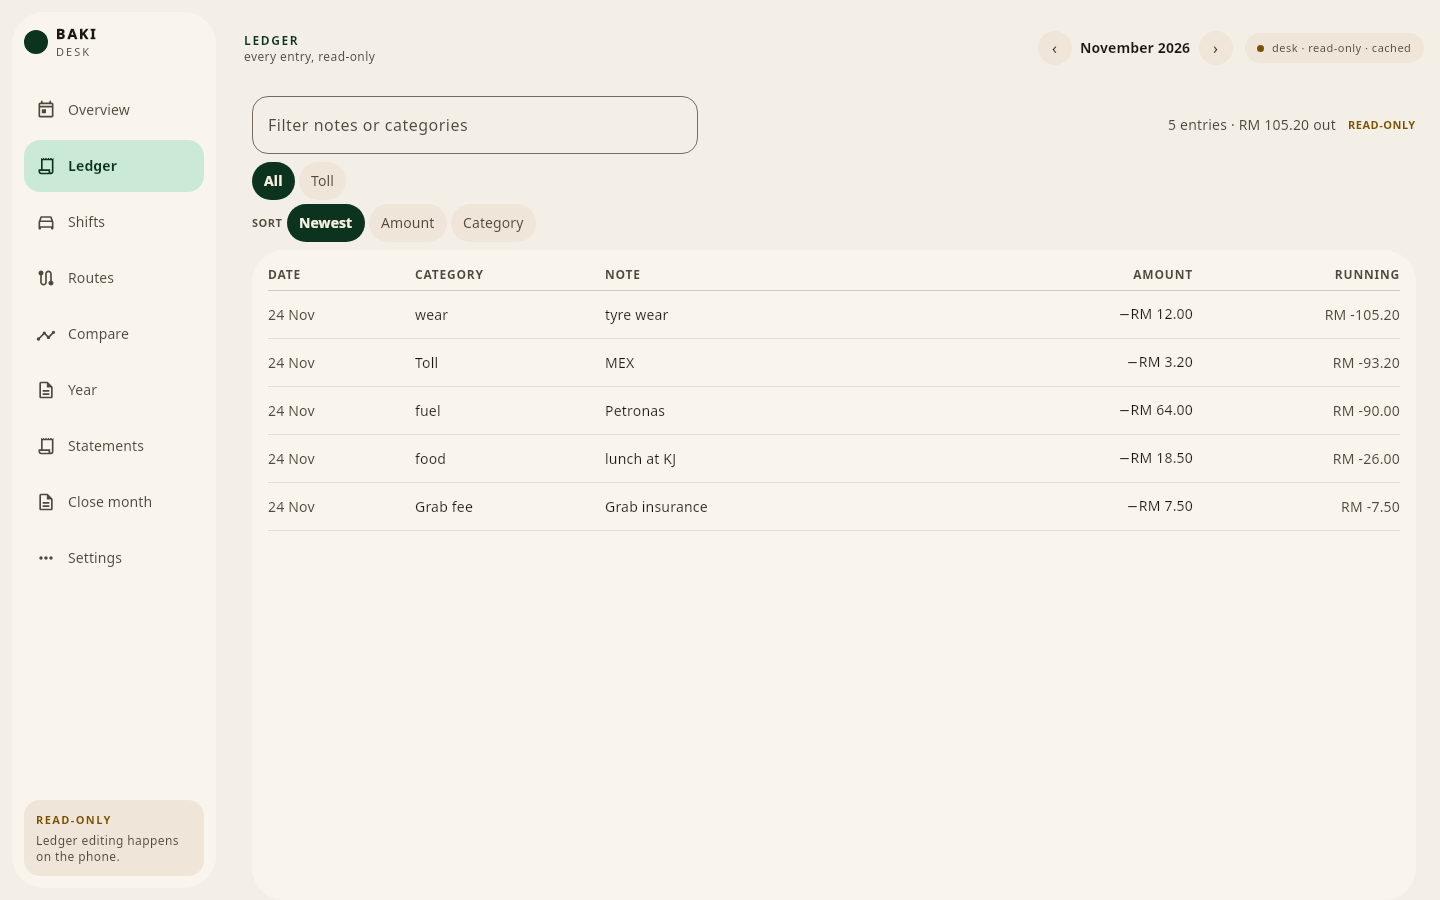 BAKI
DESK
Overview
Ledger
Shifts
Routes
Compare
Year
Statements
Close month
Settings
READ-ONLY
Ledger editing happens
on the phone.
LEDGER
every entry, read-only
‹ November 2026 ›
desk · read-only · cached
Filter notes or categories
5 entries · RM 105.20 out READ-ONLY
All Toll
SORT Newest Amount Category
DATE CATEGORY NOTE AMOUNT RUNNING
24 Nov wear tyre wear −RM 12.00 RM -105.20
24 Nov Toll MEX −RM 3.20 RM -93.20
24 Nov fuel Petronas −RM 64.00 RM -90.00
24 Nov food lunch at KJ −RM 18.50 RM -26.00
24 Nov Grab fee Grab insurance −RM 7.50 RM -7.50